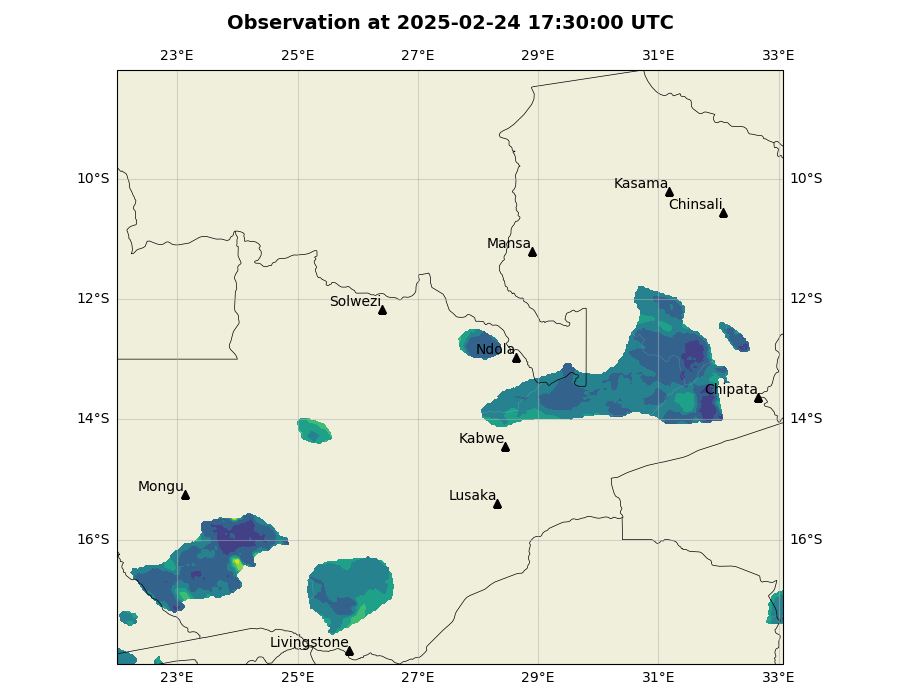 Observation at 2025-02-24 17:30:00 UTC
23°E 25°E 27°E 29°E 31°E 33°E
10°S 10°S
Kasama
Chinsali
Mansa
12°S 12°S
Solwezi
Ndola
Chipata
14°S 14°S
Kabwe
Mongu
Lusaka
16°S 16°S
Livingstone
23°E 25°E 27°E 29°E 31°E 33°E